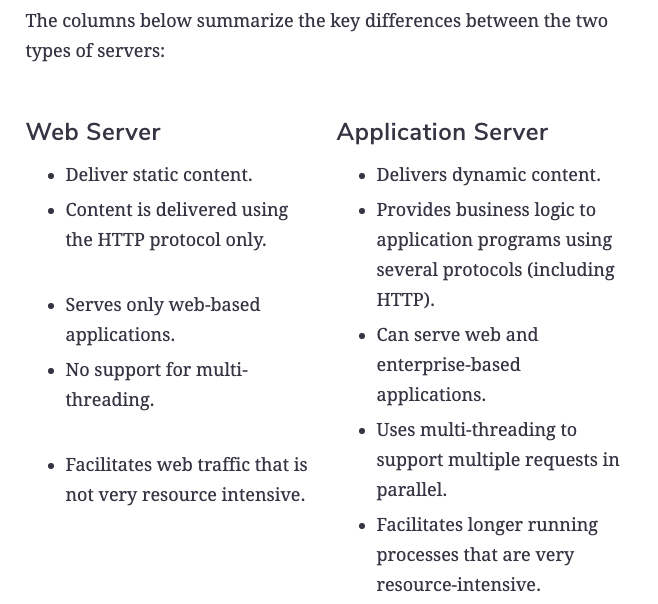 The columns below summarize the key differences between the two
types of servers:
Web Server
• Deliver static content.
• Content is delivered using
the HTTP protocol only.
• Serves only web-based
applications.
• No support for multi-
threading.
• Facilitates web traffic that is
not very resource intensive.
Application Server
• Delivers dynamic content.
• Provides business logic to
application programs using
several protocols (including
HTTP).
• Can serve web and
enterprise-based
applications.
• Uses multi-threading to
support multiple requests in
parallel.
• Facilitates longer running
processes that are very
resource-intensive.